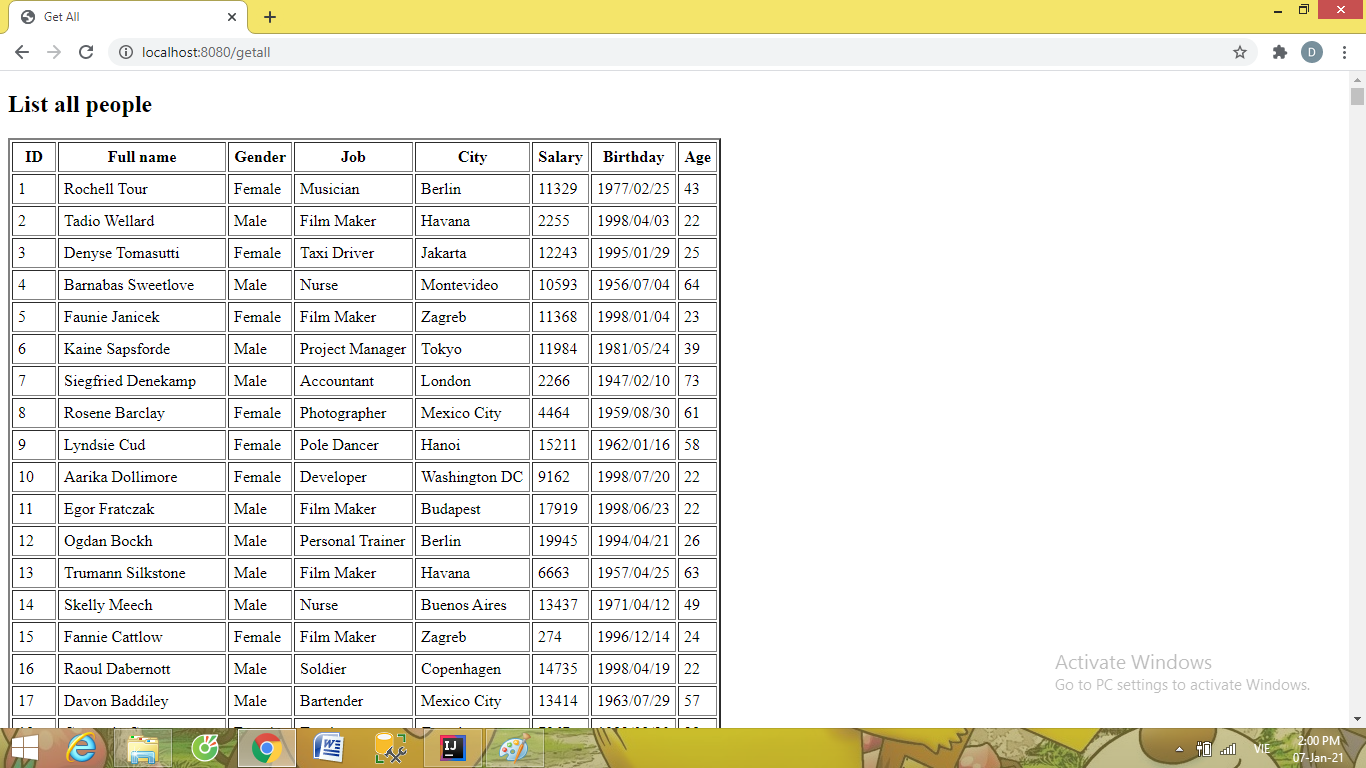 Get All
localhost:8080/getall
D
List all people
ID Full name Gender Job City Salary Birthday Age
1 Rochell Tour Female Musician Berlin 11329 1977/02/25 43
2 Tadio Wellard Male Film Maker Havana 2255 1998/04/03 22
3 Denyse Tomasutti Female Taxi Driver Jakarta 12243 1995/01/29 25
4 Barnabas Sweetlove Male Nurse Montevideo 10593 1956/07/04 64
5 Faunie Janicek Female Film Maker Zagreb 11368 1998/01/04 23
6 Kaine Sapsforde Male Project Manager Tokyo 11984 1981/05/24 39
7 Siegfried Denekamp Male Accountant London 2266 1947/02/10 73
8 Rosene Barclay Female Photographer Mexico City 4464 1959/08/30 61
9 Lyndsie Cud Female Pole Dancer Hanoi 15211 1962/01/16 58
10 Aarika Dollimore Female Developer Washington DC 9162 1998/07/20 22
11 Egor Fratczak Male Film Maker Budapest 17919 1998/06/23 22
12 Ogdan Bockh Male Personal Trainer Berlin 19945 1994/04/21 26
13 Trumann Silkstone Male Film Maker Havana 6663 1957/04/25 63
14 Skelly Meech Male Nurse Buenos Aires 13437 1971/04/12 49
15 Fannie Cattlow Female Film Maker Zagreb 274 1996/12/14 24
16 Raoul Dabernott Male Soldier Copenhagen 14735 1998/04/19 22
17 Davon Baddiley Male Bartender Mexico City 13414 1963/07/29 57
Activate Windows
Go to PC settings to activate Windows.
IJ
VIE
2:00 PM
07-Jan-21